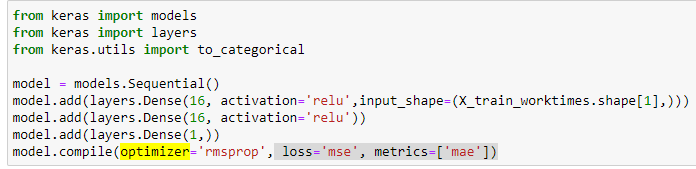 from keras import models
from keras import layers
from keras.utils import to_categorical
model = models.Sequential()
model.add(layers.Dense(16, activation='relu',input_shape=(X_train_worktimes.shape[1],)))
model.add(layers.Dense(16, activation='relu'))
model.add(layers.Dense(1,))
model.compile(optimizer='rmsprop', loss='mse', metrics=['mae'])